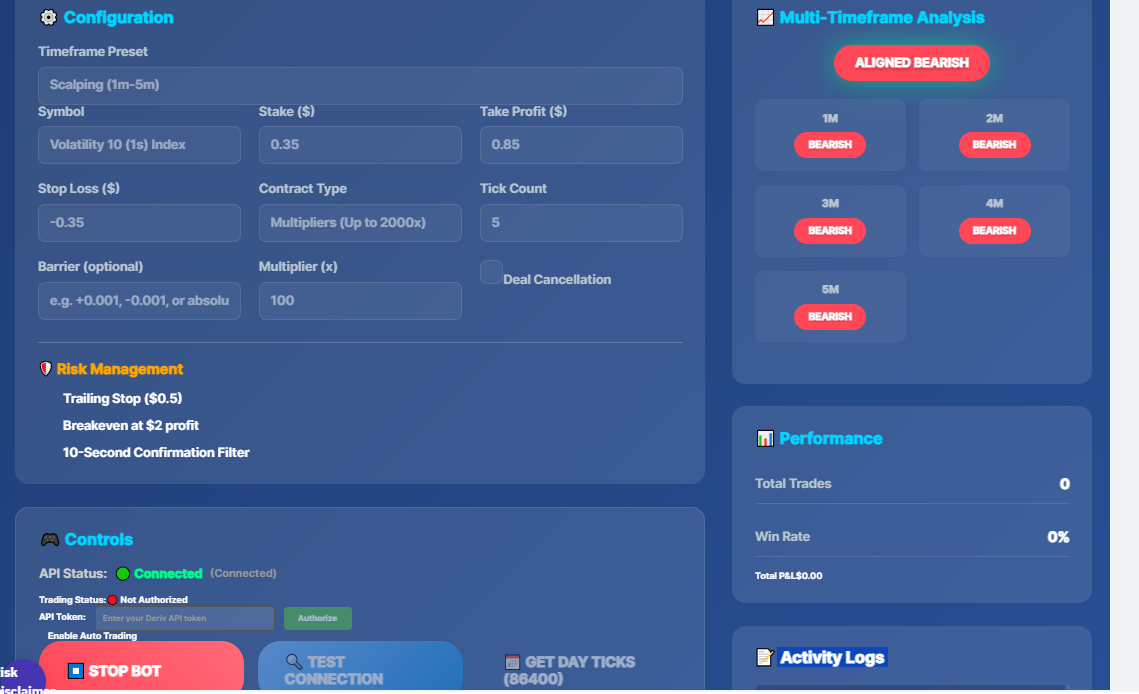 Configuration
Timeframe Preset
Scalping (1m-5m)
Symbol
Stake ($)
Take Profit ($)
Volatility 10 (1s) Index
0.35
0.85
Stop Loss ($)
Contract Type
Tick Count
-0.35
Multipliers (Up to 2000x)
5
Barrier (optional)
Multiplier (x)
Deal Cancellation
e.g. +0.001, -0.001, or absolu
100
Risk Management
Trailing Stop ($0.5)
Breakeven at $2 profit
10-Second Confirmation Filter
Controls
API Status: Connected (Connected)
Trading Status: Not Authorized
API Token: Enter your Deriv API token Authorize
Enable Auto Trading
STOP BOT
TEST
CONNECTION
GET DAY TICKS
(86400)
isk
isclaimer
Multi-Timeframe Analysis
ALIGNED BEARISH
1M
BEARISH
2M
BEARISH
3M
BEARISH
4M
BEARISH
5M
BEARISH
Performance
Total Trades 0
Win Rate 0%
Total P&L$0.00
Activity Logs